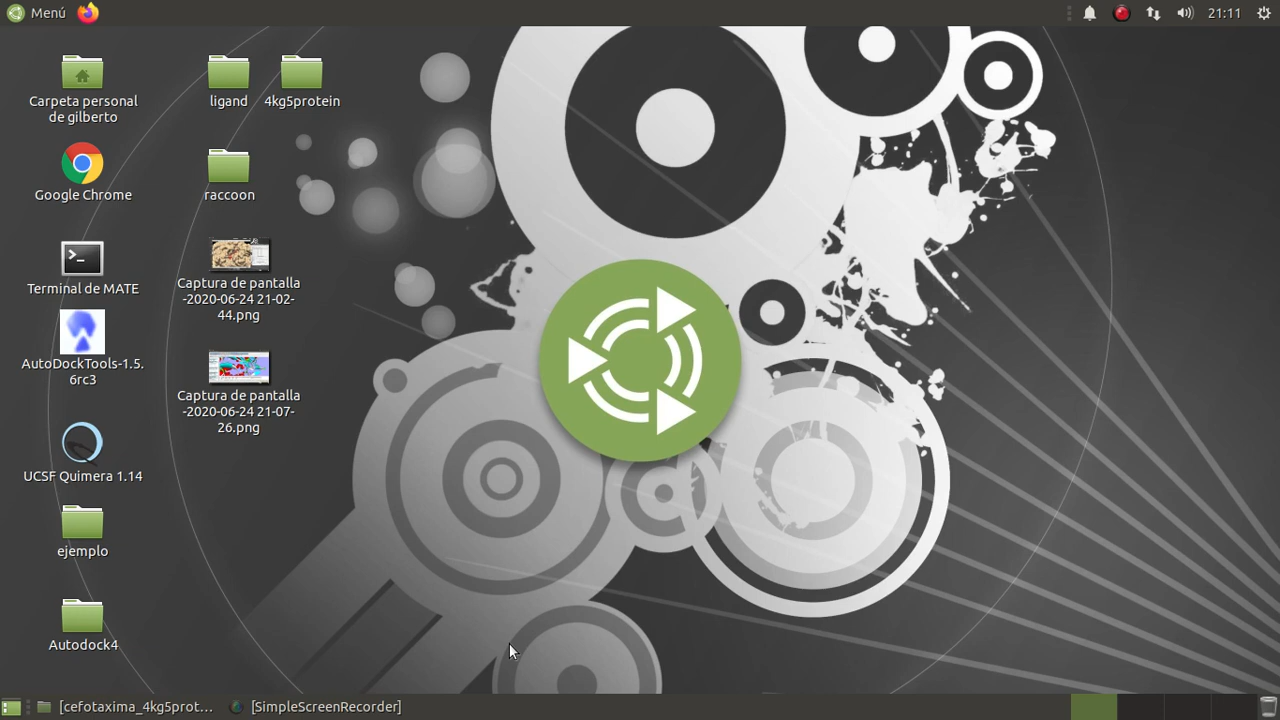 Menú
21:11
Carpeta personal
de gilberto
ligand
4kg5protein
Google Chrome
raccoon
Terminal de MATE
Captura de pantalla
-2020-06-24 21-02-
44.png
AutoDockTools-1.5.
6rc3
Captura de pantalla
-2020-06-24 21-07-
26.png
UCSF Quimera 1.14
ejemplo
Autodock4
[cefotaxima_4kg5prot...
[SimpleScreenRecorder]